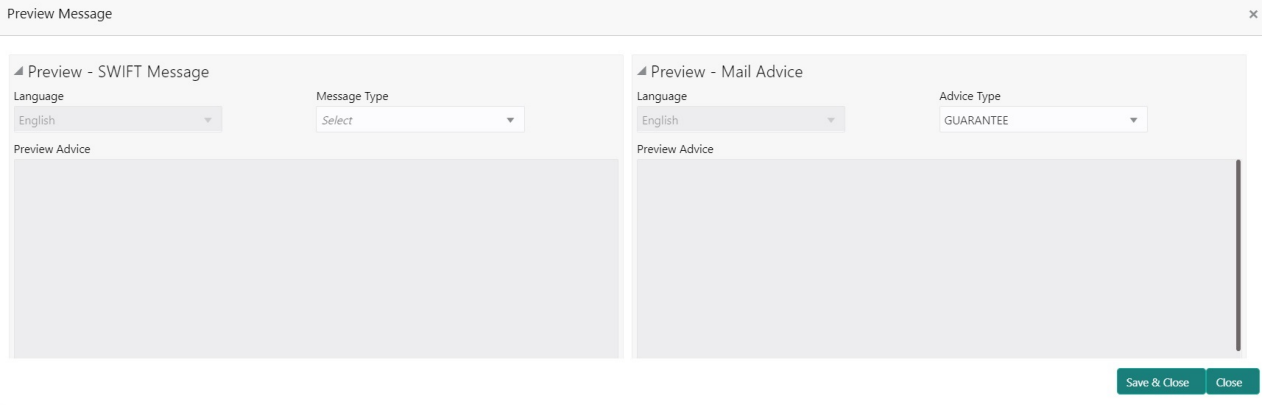 Preview Message
Preview - SWIFT Message
Language
Message Type
English
Select
Preview Advice
Preview - Mail Advice
Language
Advice Type
English
GUARANTEE
Preview Advice
Save & Close
Close